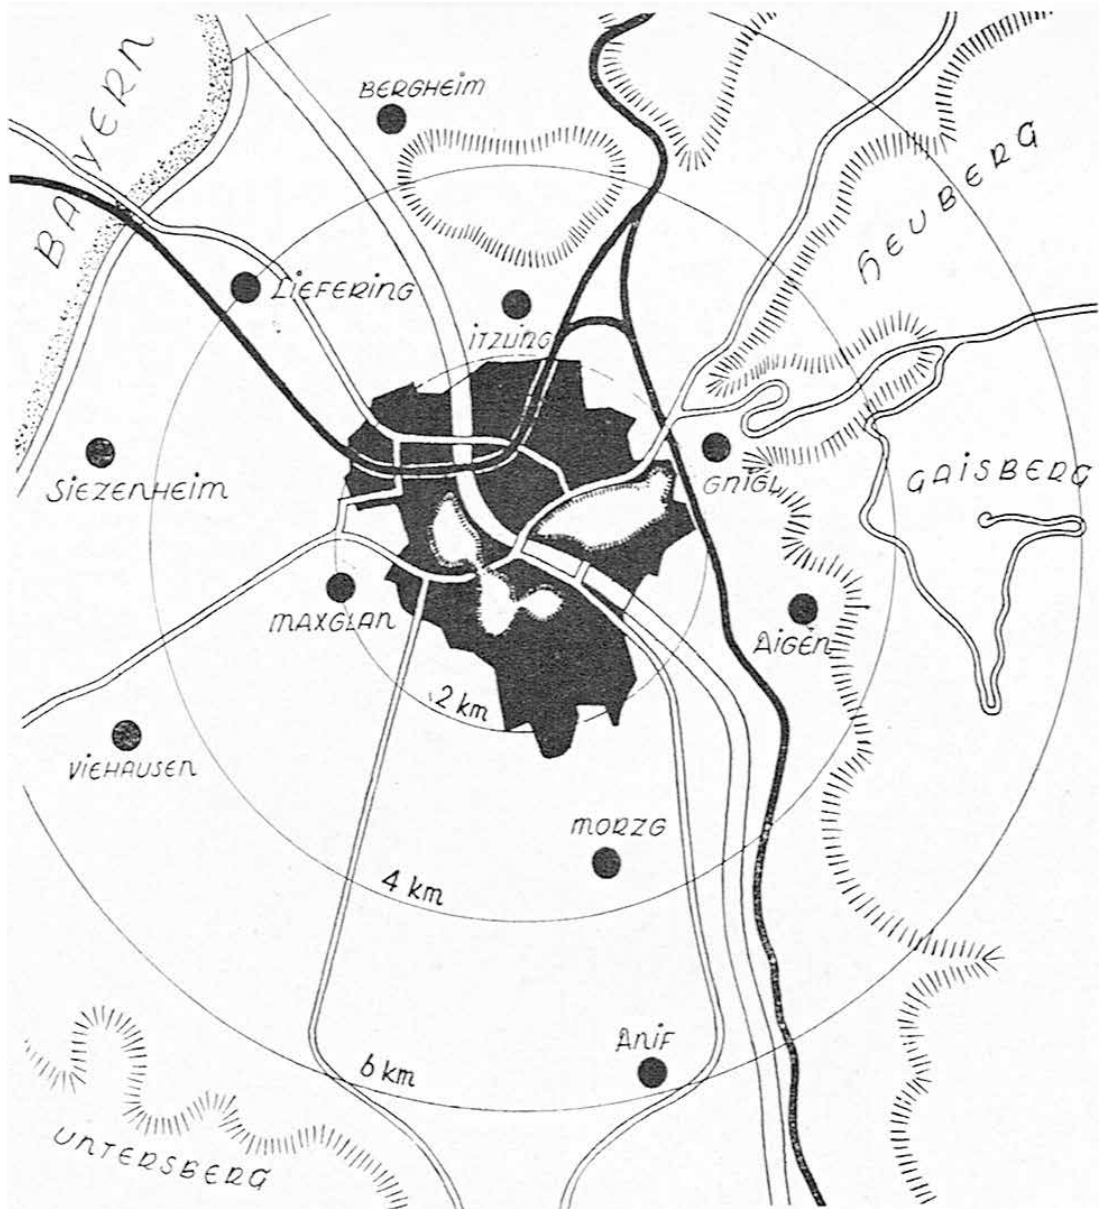 BAYERN
BERGHEIM
HEUBERG
LIEFERING
ITZLING
SIEZENHEIM
GNIGL
GAISBERG
MAXGLAN
AIGEN
2 km
VIEHAUSEN
MORZG
4 km
ANIF
6 km
UNTERSBERG